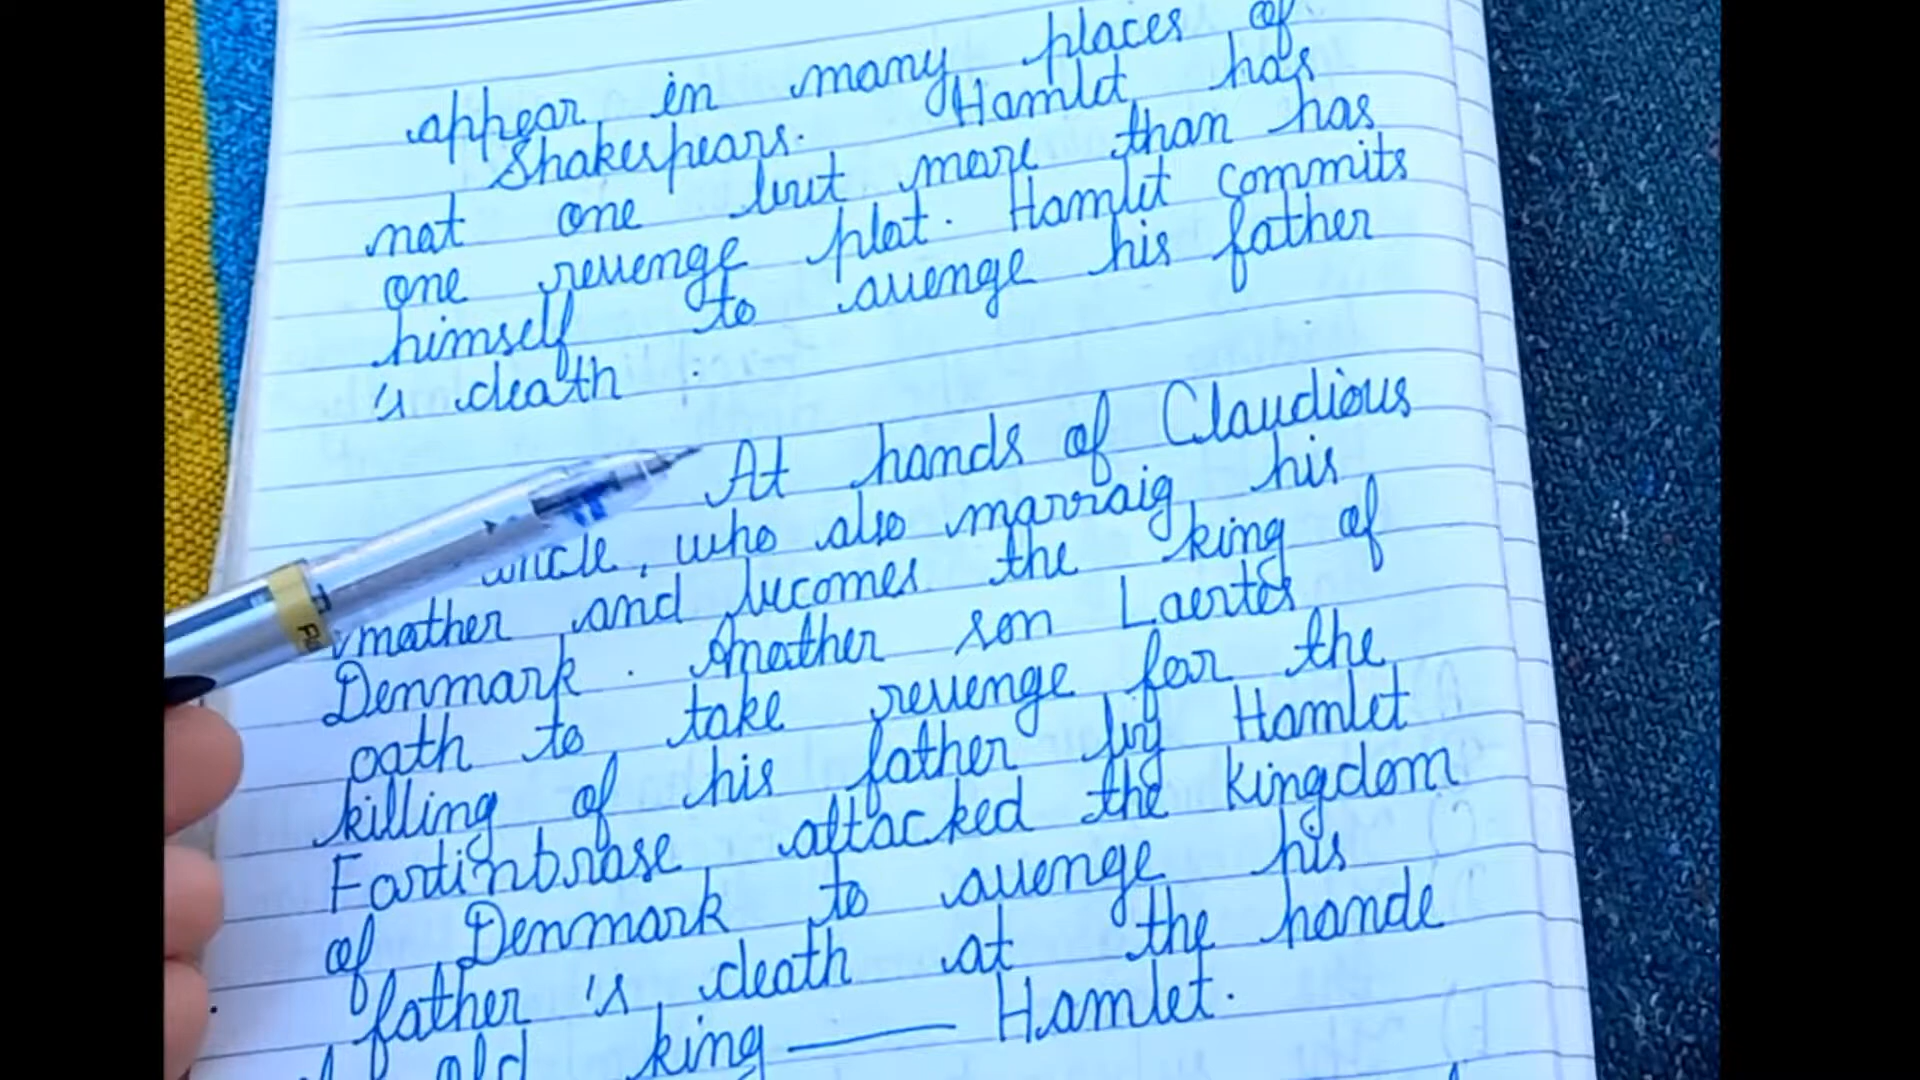 appear in many places of
Shakespears. Hamlet has
not one but more than has
one revenge plot. Hamlet commits
himself to avenge his father
's death :
At hands of Claudious
uncle, who also marraig his
mother and becomes the king of
Denmark. Another son Laertes
oath to take revenge for the
killing of his father by Hamlet
Fortinbrase attacked the kingdom
of Denmark to avenge his
father 's death at the hande
of old king — Hamlet.